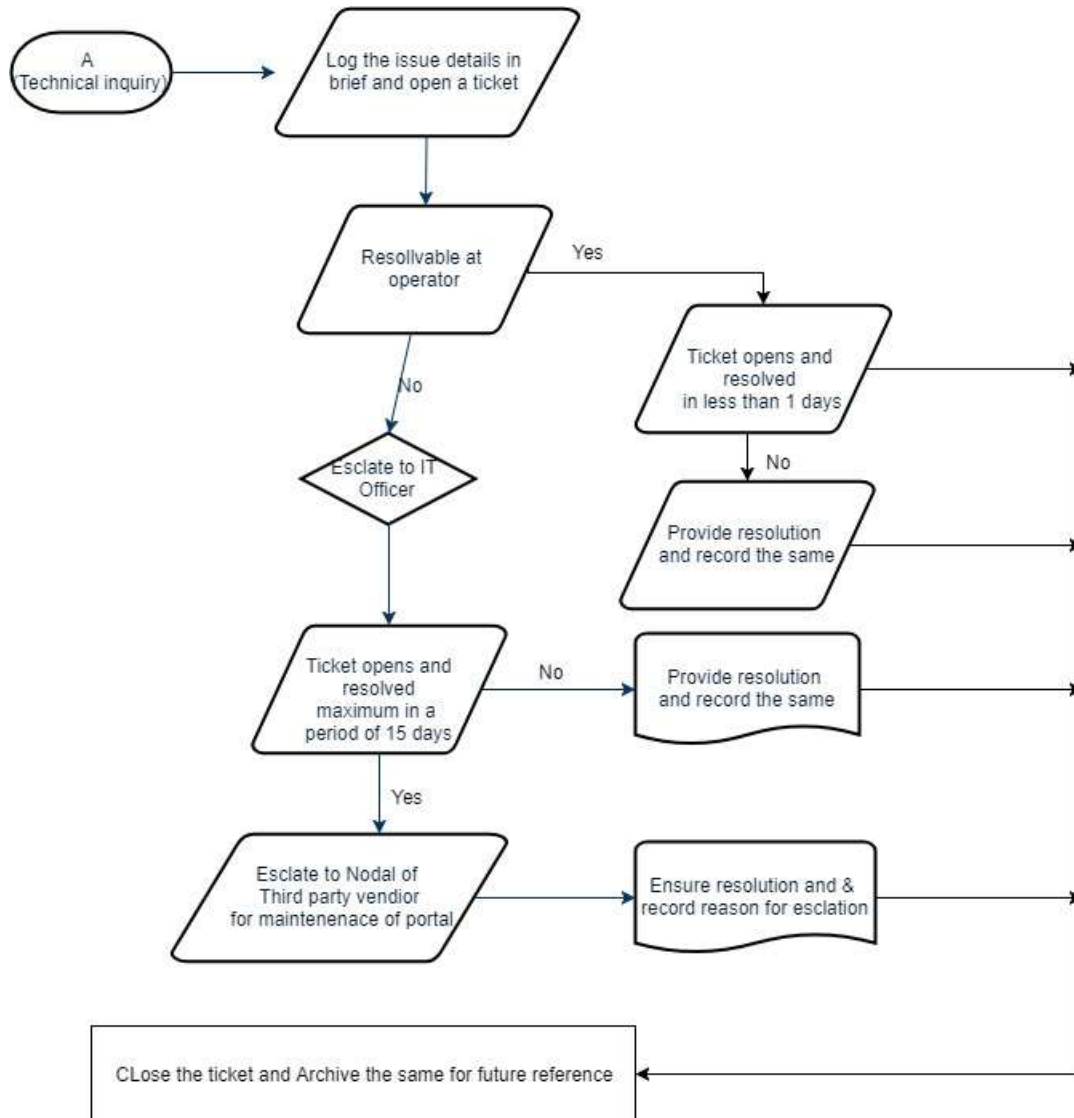 A
(Technical inquiry)
Log the issue details in
brief and open a ticket
Resollvable at
operator
Yes
No
Ticket opens and
resolved
in less than 1 days
No
Esclate to IT
Officer
Provide resolution
and record the same
Ticket opens and
resolved
maximum in a
period of 15 days
No
Provide resolution
and record the same
Yes
Esclate to Nodal of
Third party vendior
for maintenenace of portal
Ensure resolution and &
record reason for esclation
CLose the ticket and Archive the same for future reference